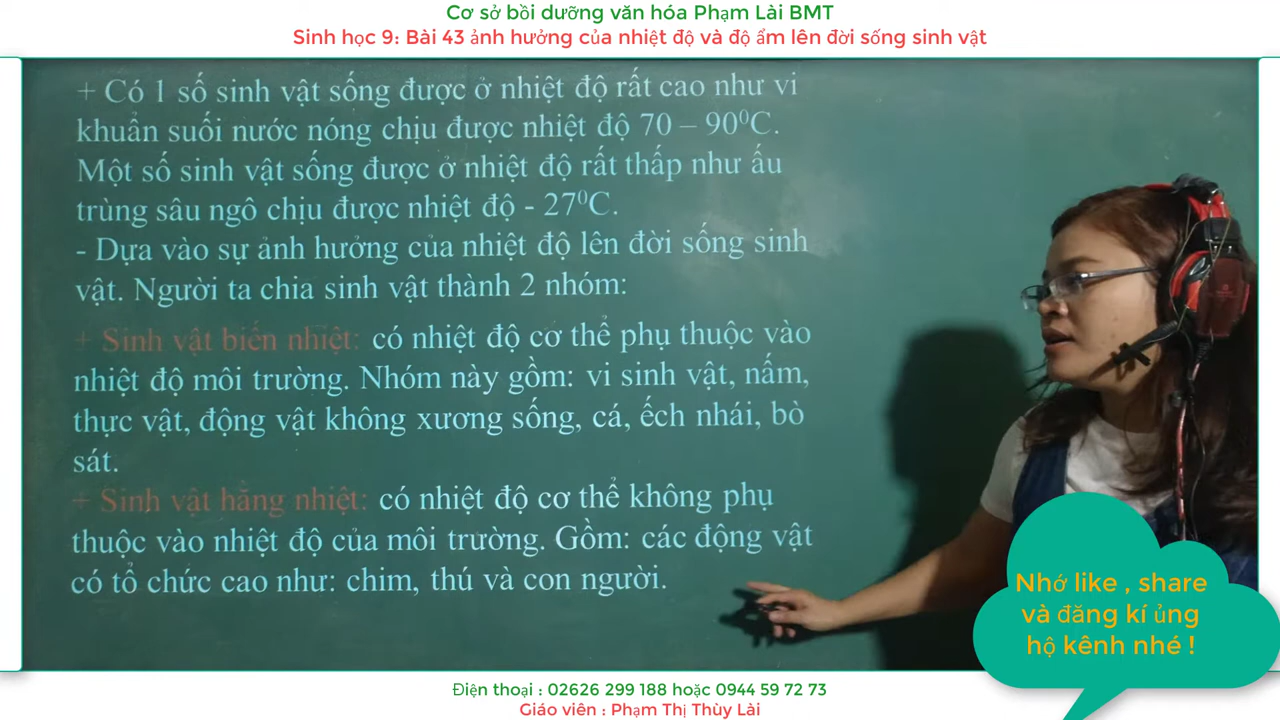 Cơ sở bồi dưỡng văn hóa Phạm Lài BMT
Sinh học 9: Bài 43 ảnh hưởng của nhiệt độ và độ ẩm lên đời sống sinh vật
+ Có 1 số sinh vật sống được ở nhiệt độ rất cao như vi
khuẩn suối nước nóng chịu được nhiệt độ 70 – 90⁰C.
Một số sinh vật sống được ở nhiệt độ rất thấp như ấu
trùng sâu ngô chịu được nhiệt độ - 27⁰C.
- Dựa vào sự ảnh hưởng của nhiệt độ lên đời sống sinh
vật. Người ta chia sinh vật thành 2 nhóm:
+ Sinh vật biến nhiệt: có nhiệt độ cơ thể phụ thuộc vào
nhiệt độ môi trường. Nhóm này gồm: vi sinh vật, nấm,
thực vật, động vật không xương sống, cá, ếch nhái, bò
sát.
+ Sinh vật hằng nhiệt: có nhiệt độ cơ thể không phụ
thuộc vào nhiệt độ của môi trường. Gồm: các động vật
có tổ chức cao như: chim, thú và con người.
Nhớ like , share
và đăng kí ủng
hộ kênh nhé !
Điện thoại : 02626 299 188 hoặc 0944 59 72 73
Giáo viên : Phạm Thị Thùy Lài